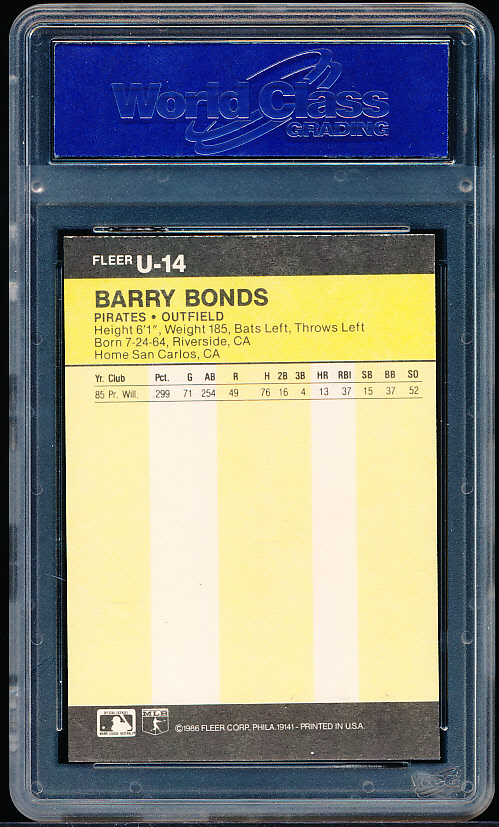 World Class
GRADING
FLEER U-14
BARRY BONDS
PIRATES • OUTFIELD
Height 6'1", Weight 185, Bats Left, Throws Left
Born 7-24-64, Riverside, CA
Home San Carlos, CA
Yr. Club Pct. G AB R H 2B 3B HR RBI SB BB SO
85 Pr. Will. .299 71 254 49 76 16 4 13 37 15 37 52
MLB
©1986 FLEER CORP. PHILA. 19141 - PRINTED IN U.S.A.